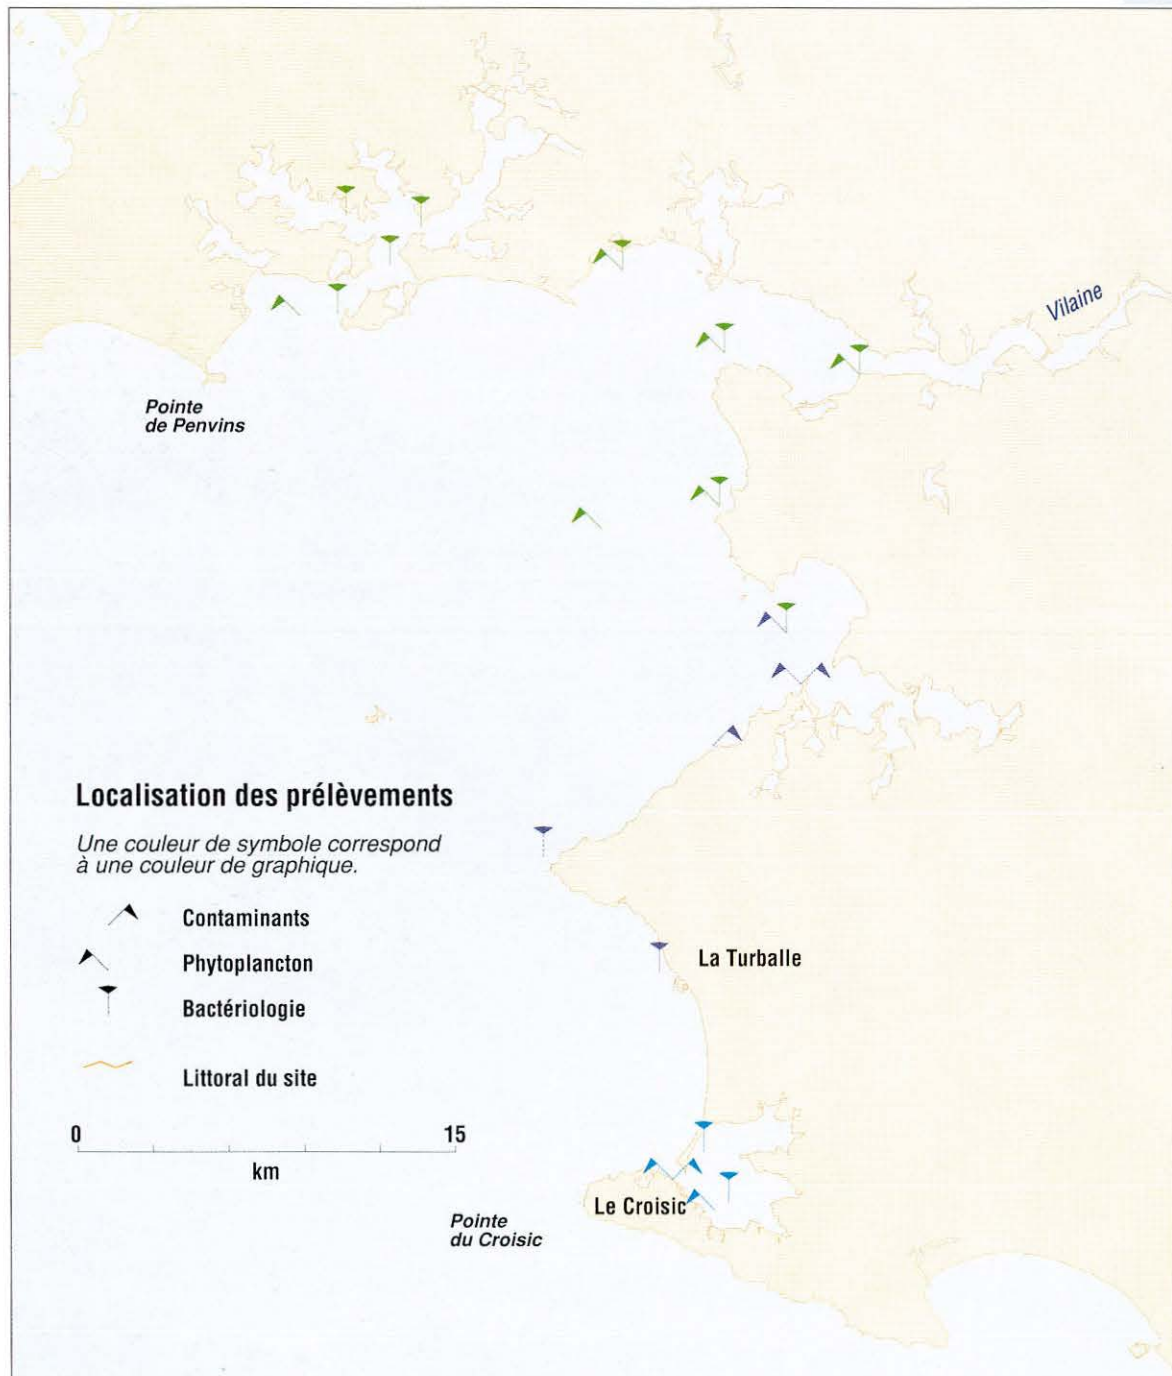 Vilaine
Pointe
de Penvins
Localisation des prélèvements
Une couleur de symbole correspond
à une couleur de graphique.
Contaminants
Phytoplancton
Bactériologie
La Turballe
Littoral du site
0 15
km
Le Croisic
Pointe
du Croisic